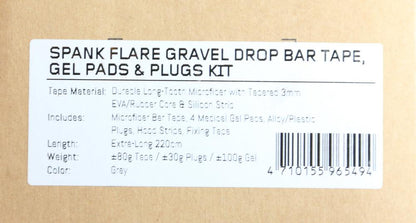 SPANK FLARE GRAVEL DROP BAR TAPE,
GEL PADS & PLUGS KIT
Tape Material: Durable Long-Tooth Microfiber with Tapered 3mm
EVA/Rubber Core & Silicon Strip
Includes: Microfiber Bar Tape, 4 Medical Gel Pads, Alloy/Plastic
Plugs, Hood Strips, Fixing Tape
Length: Extra-Long 220cm
Weight: ±80g Tape / ±30g Plugs / ±100g Gel
Color: Grey
4 710155 965494